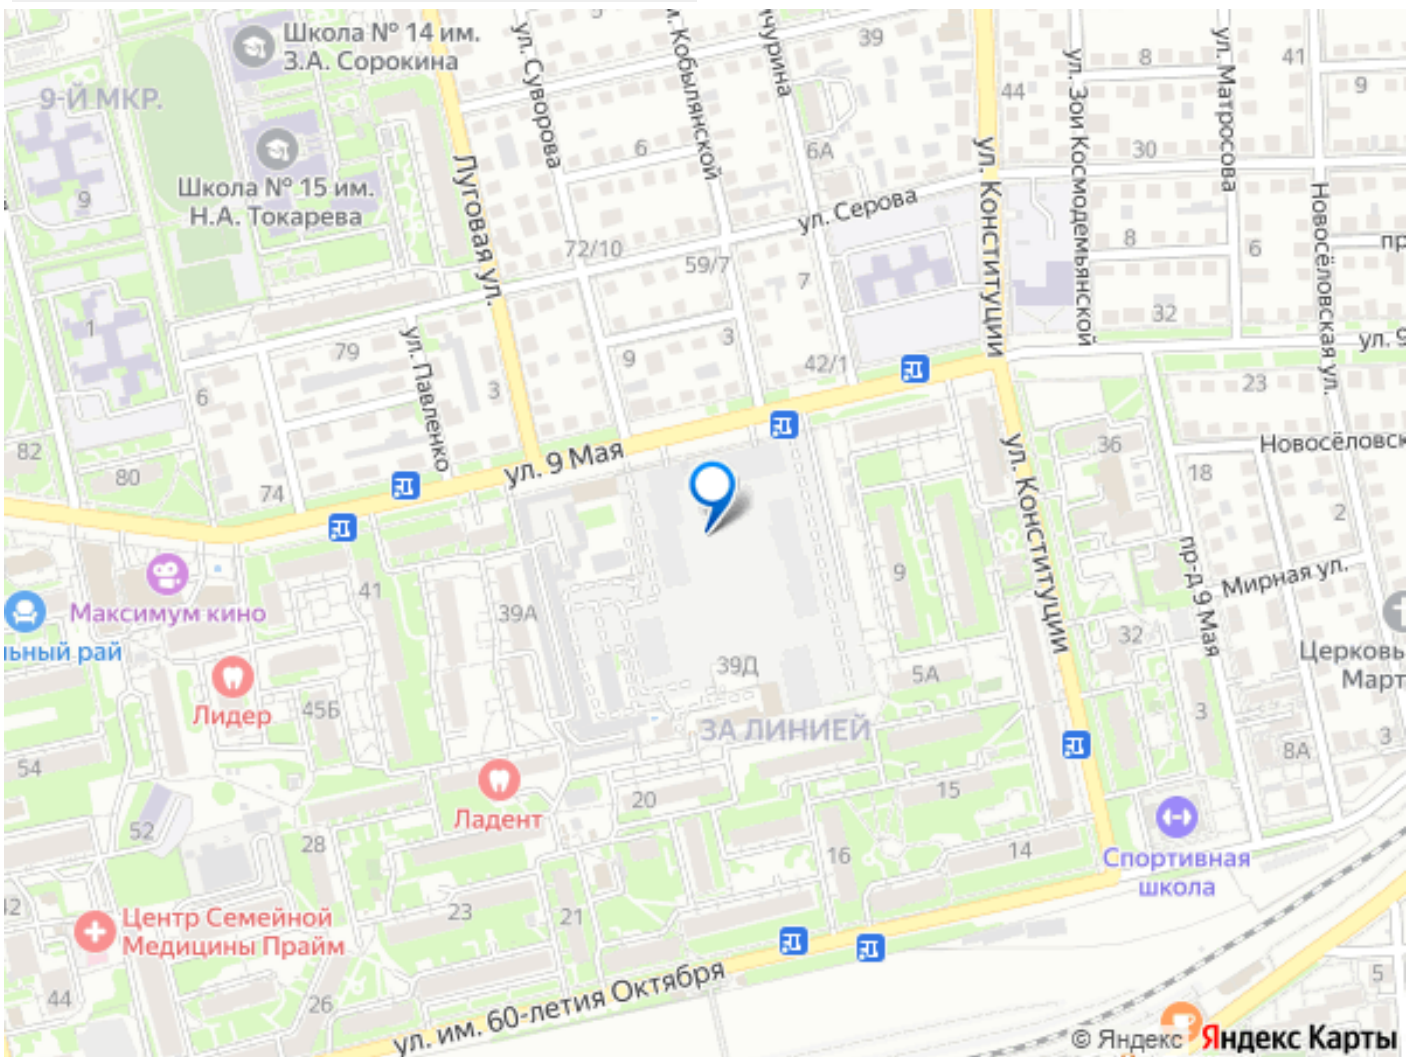 Школа № 14 им.
З.А. Сорокина
9-Й МКР.
Школа № 15 им.
Н.А. Токарева
9
1
ул. Суворова
м. Кобылянской
чурина
39
6
6А
44
ул. Конституции
ул. Зои Космодемьянской
ул. Матросова
8
41
9
30
Новосёловская ул.
ул. Серова
Луговая ул.
72/10
59/7
7
8
6
пр
32
3
9
42/1
ул. 9
79
ул. Павленко
3
6
23
82
80
74
ул. 9 Мая
ул. Конституции
36
18
Новосёловск
2
Мирная ул.
пр-д 9 Мая
Максимум кино
41
39А
9
льный рай
32
Церковь
Март
39Д
5А
Лидер
45Б
ЗА ЛИНИЕЙ
3
8А
3
54
Ладент
20
15
52
28
16
14
Спортивная
школа
42
Центр Семейной
Медицины Прайм
23
21
44
26
ул. им. 60-летия Октября
5
© Яндекс Яндекс Карты